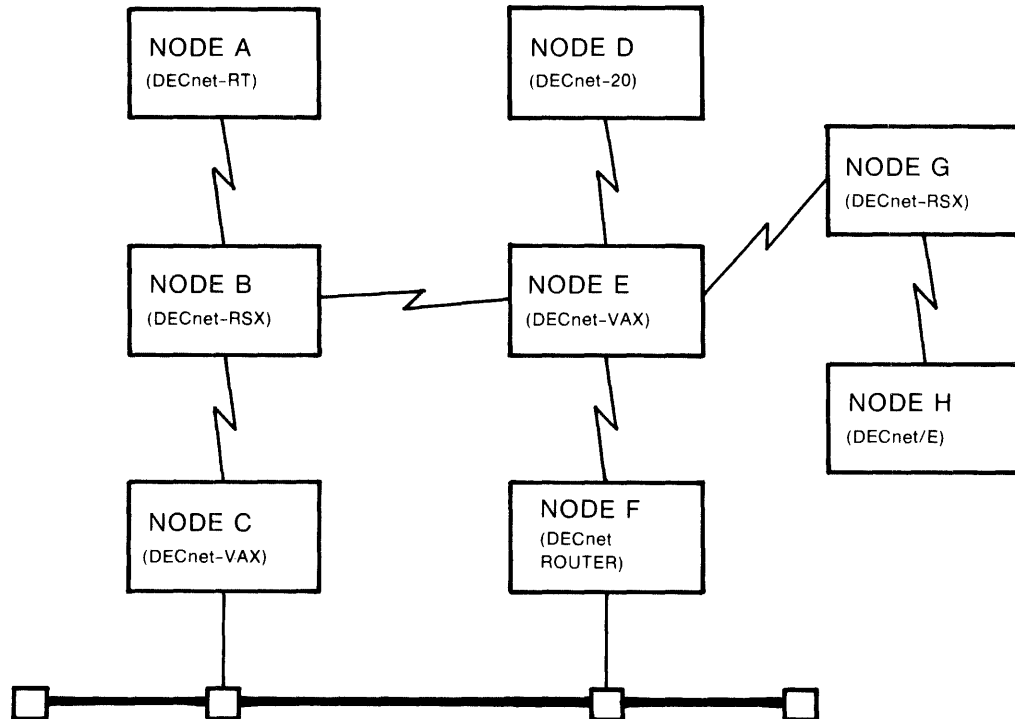 NODE A
(DECnet-RT)
NODE D
(DECnet-20)
NODE G
(DECnet-RSX)
NODE B
(DECnet-RSX)
NODE E
(DECnet-VAX)
NODE H
(DECnet/E)
NODE C
(DECnet-VAX)
NODE F
(DECnet
ROUTER)